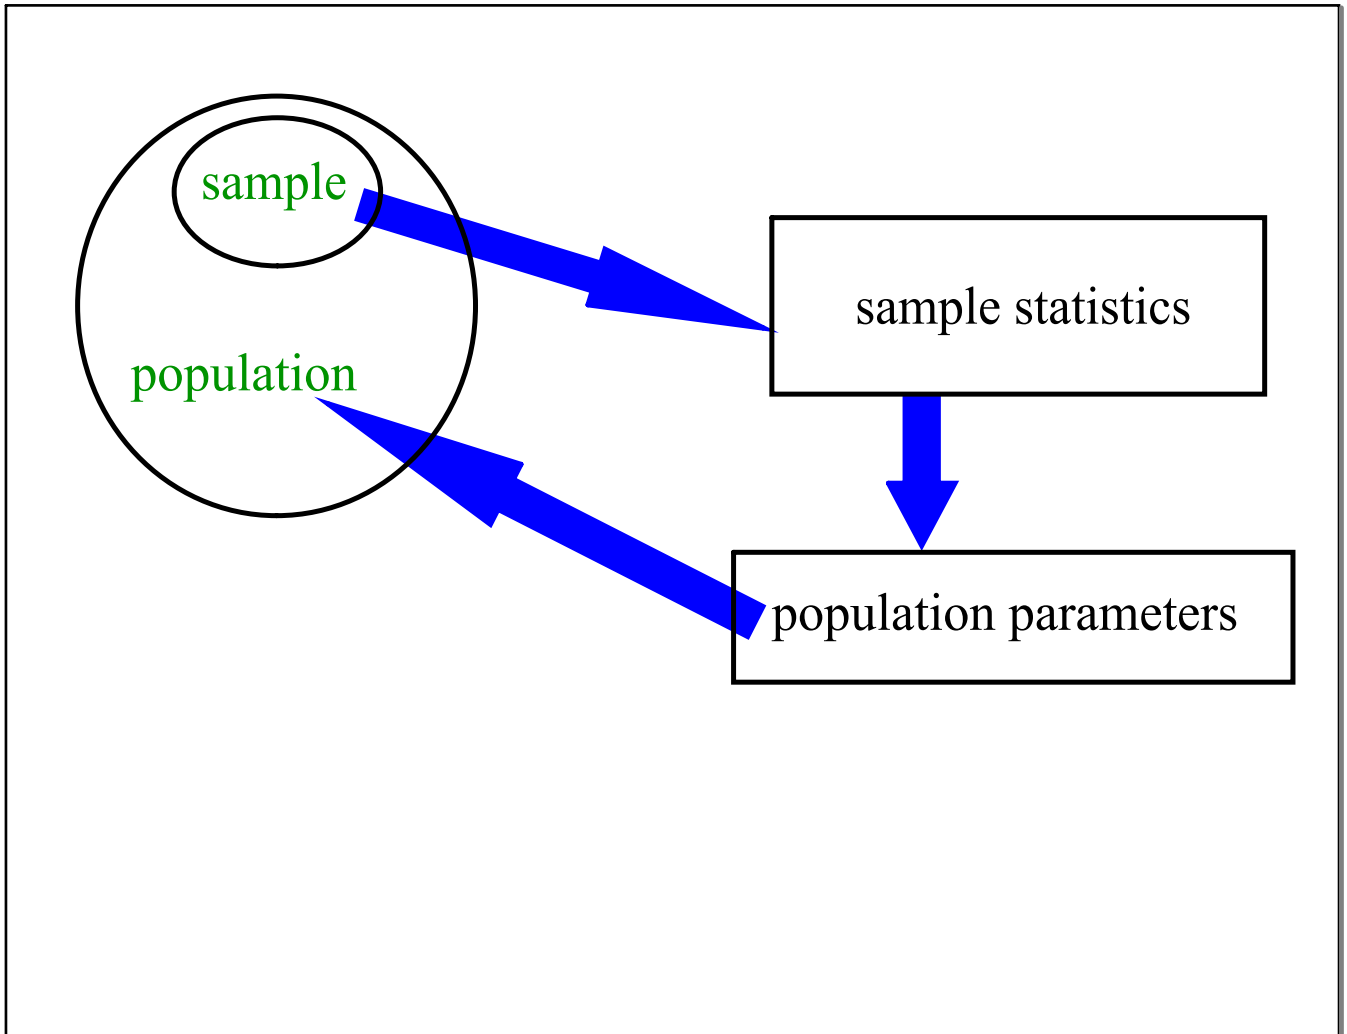 sample
sample statistics
population
population parameters